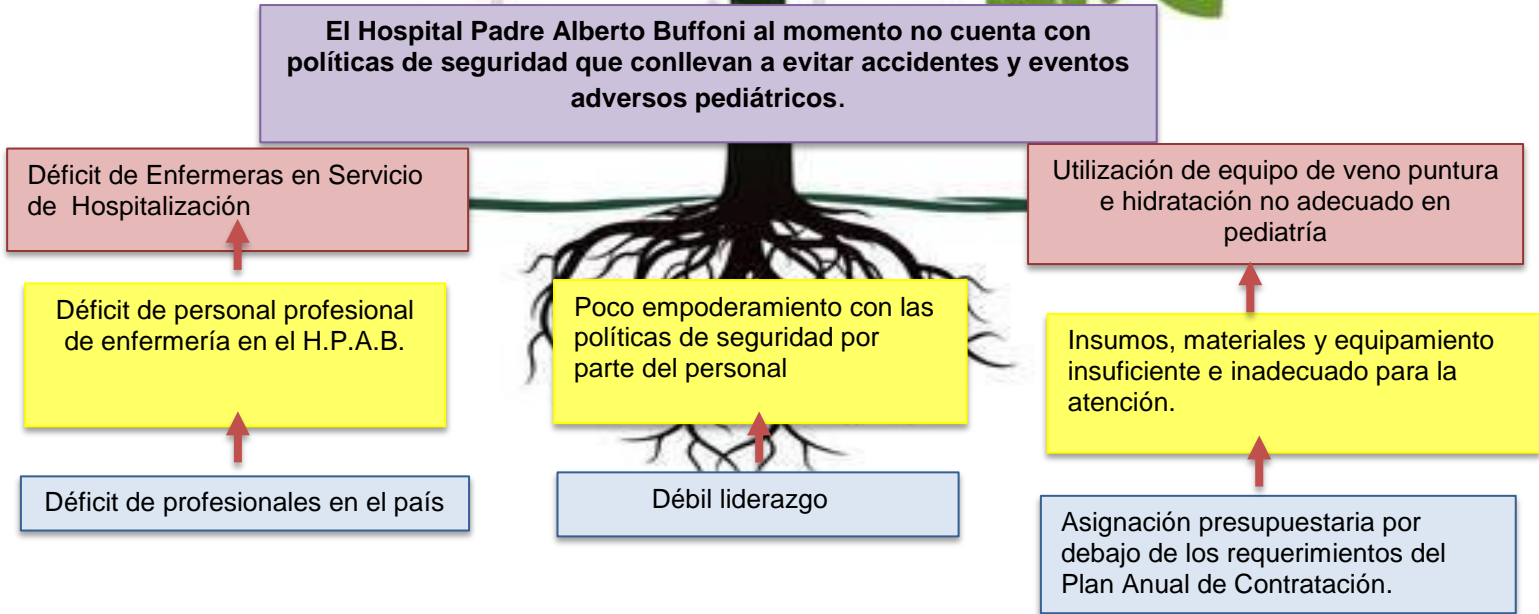 El Hospital Padre Alberto Buffoni al momento no cuenta con
políticas de seguridad que conllevan a evitar accidentes y eventos
adversos pediátricos.
Déficit de Enfermeras en Servicio
de Hospitalización
Utilización de equipo de veno puntura
e hidratación no adecuado en
pediatría
Déficit de personal profesional
de enfermería en el H.P.A.B.
Poco empoderamiento con las
políticas de seguridad por
parte del personal
Insumos, materiales y equipamiento
insuficiente e inadecuado para la
atención.
Déficit de profesionales en el país
Débil liderazgo
Asignación presupuestaria por
debajo de los requerimientos del
Plan Anual de Contratación.